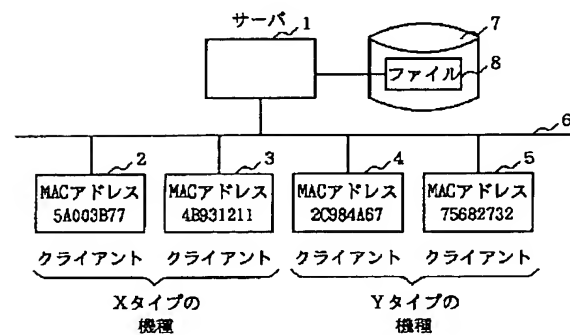 サーバ
1
7
ファイル
8
6
2
3
4
5
MACアドレス
5A003B77
MACアドレス
4B931211
MACアドレス
2C984A67
MACアドレス
75682732
クライアント
クライアント
クライアント
クライアント
Xタイプの
機種
Yタイプの
機種